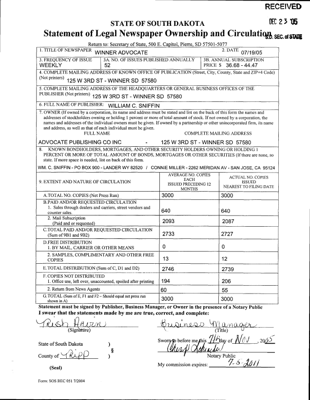 RECEIVED
DEC 23 '05
STATE OF SOUTH DAKOTA
Statement of Legal Newspaper Ownership and Circulation
S.D. SEC. OF STATE
Return to: Secretary of State, 500 E. Capitol, Pierre, SD 57501-5077
1. TITLE OF NEWSPAPER WINNER ADVOCATE
2. DATE 07/18/05
3. FREQUENCY OF ISSUE WEEKLY
3A. NO. OF ISSUES PUBLISHED ANNUALLY 52
3B. ANNUAL SUBSCRIPTION PRICE $ 36.68 - 44.47
4. COMPLETE MAILING ADDRESS OF KNOWN OFFICE OF PUBLICATION (Street, City, County, State and ZIP+4 Code) (Not printers)
125 W 3RD ST - WINNER SD 57580
5. COMPLETE MAILING ADDRESS OF THE HEADQUARTERS OR GENERAL BUSINESS OFFICES OF THE PUBLISHER (Not printers) 125 W 3RD ST - WINNER SD 57580
6. FULL NAME OF PUBLISHER: WILLIAM C. SNIFFIN
7. OWNER (If owned by a corporation, its name and address must be stated and list on the back of this form the names and addresses of stockholders owning or holding 1 percent or more of total amount of stock. If not owned by a corporation, the names and addresses of the individual owners must be given. If owned by a partnership or other unincorporated firm, its name and address, as well as that of each individual must be given.
FULL NAME COMPLETE MAILING ADDRESS
ADVOCATE PUBLISHING CO INC - 125 W 3RD ST - WINNER SD 57580
8. KNOWN BONDHOLDERS, MORTGAGES, AND OTHER SECURITY HOLDERS OWNING OR HOLDING 1 PERCENT OR MORE OF TOTAL AMOUNT OF BONDS, MORTGAGES OR OTHER SECURITIES (If there are none, so state. If more space is needed, list on back of this form.
WM. C. SNIFFIN - PO BOX 900 - LANDER WY 82520 / CONNIE MILLER - 2262 MERIDAN AV - SAN JOSE, CA 95124
9. EXTENT AND NATURE OF CIRCULATION
AVERAGE NO. COPIES EACH ISSUED PRECEDING 12 MONTHS
ACTUAL NO. COPIES ISSUED NEAREST TO FILING DATE
A. TOTAL NO. COPIES (Net Press Run) 3000 3000
B. PAID AND/OR REQUESTED CIRCULATION
1. Sales through dealers and carriers, street vendors and counter sales. 640 640
2. Mail Subscription (Paid and or requested) 2093 2087
C. TOTAL PAID AND/OR REQUESTED CIRCULATION (Sum of 9B1 and 9B2) 2733 2727
D. FREE DISTRIBUTION
1. BY MAIL, CARRIER OR OTHER MEANS 0 0
2. SAMPLES, COMPLIMENTARY AND OTHER FREE COPIES 13 12
E. TOTAL DISTRIBUTION (Sum of C, D1 and D2) 2746 2739
F. COPIES NOT DISTRIBUTED
1. Office use, left over, unaccounted, spoiled after printing 194 206
2. Return from News Agents 60 55
G. TOTAL (Sum of E, F1 and F2 - Should equal net press run shown in A) 3000 3000
Statement must be signed by Publisher, Business Manager, or Owner in the presence of a Notary Public
I swear that the statements made by me are true, correct, and complete:
Business Manager
(Signature) (Title)
State of South Dakota )
§
County of Tripp )
Sworn to before me this day of Nov , 2005
Notary Public
(Seal)
My commission expires: 7-5-2011
Form: SOS REC 051 7/2004